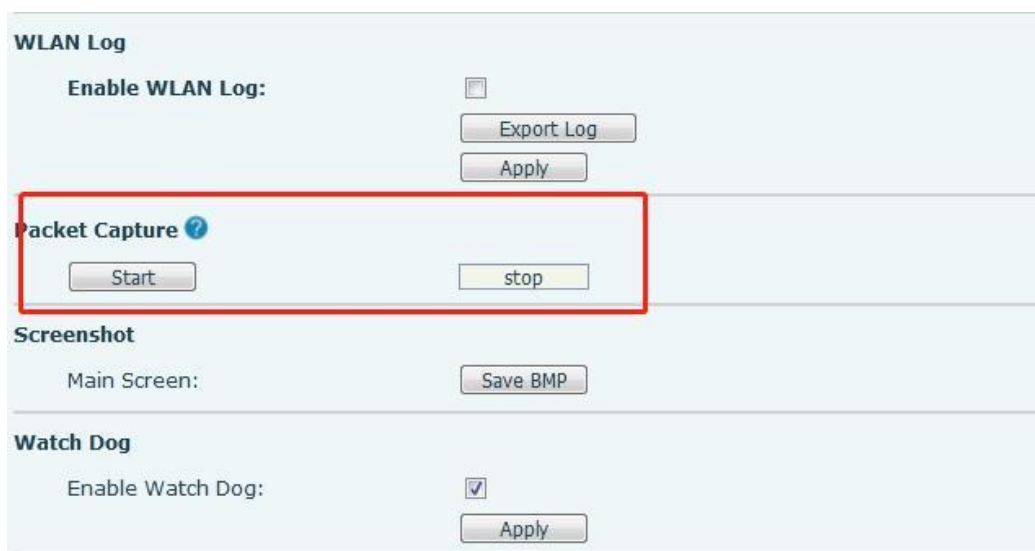 WLAN Log
Enable WLAN Log:
Export Log
Apply
Packet Capture ?
Start stop
Screenshot
Main Screen: Save BMP
Watch Dog
Enable Watch Dog:
Apply